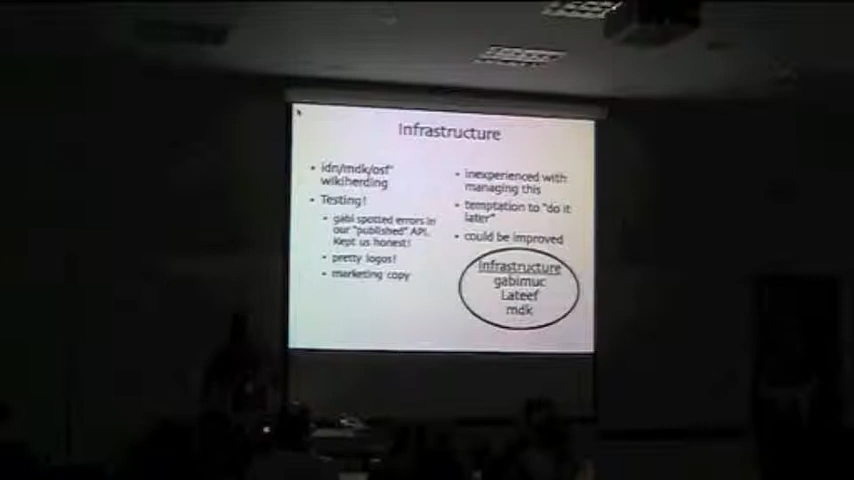 Infrastructure
• idn/mdk/osf'
wikiherding
• Testing!
• gabi spotted errors in
our "published" API.
Kept us honest!
• pretty logos!
• marketing copy
• inexperienced with
managing this
• temptation to "do it
later"
• could be improved
Infrastructure
gabimuc
Lateef
mdk